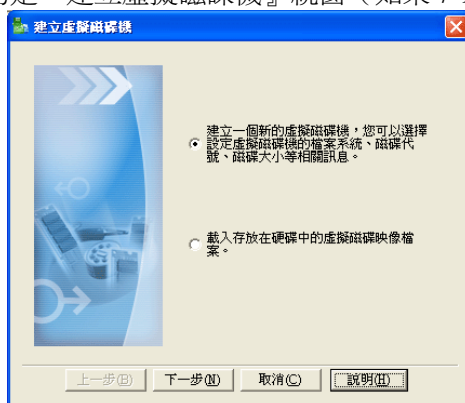 建立虛擬磁碟機
建立一個新的虛擬磁碟機，您可以選擇
設定虛擬磁碟機的檔案系統、磁碟代
號、磁碟大小等相關訊息。
載入存放在硬碟中的虛擬磁碟映像檔
案。
上一步(B) 下一步(N) 取消(C) 說明(H)